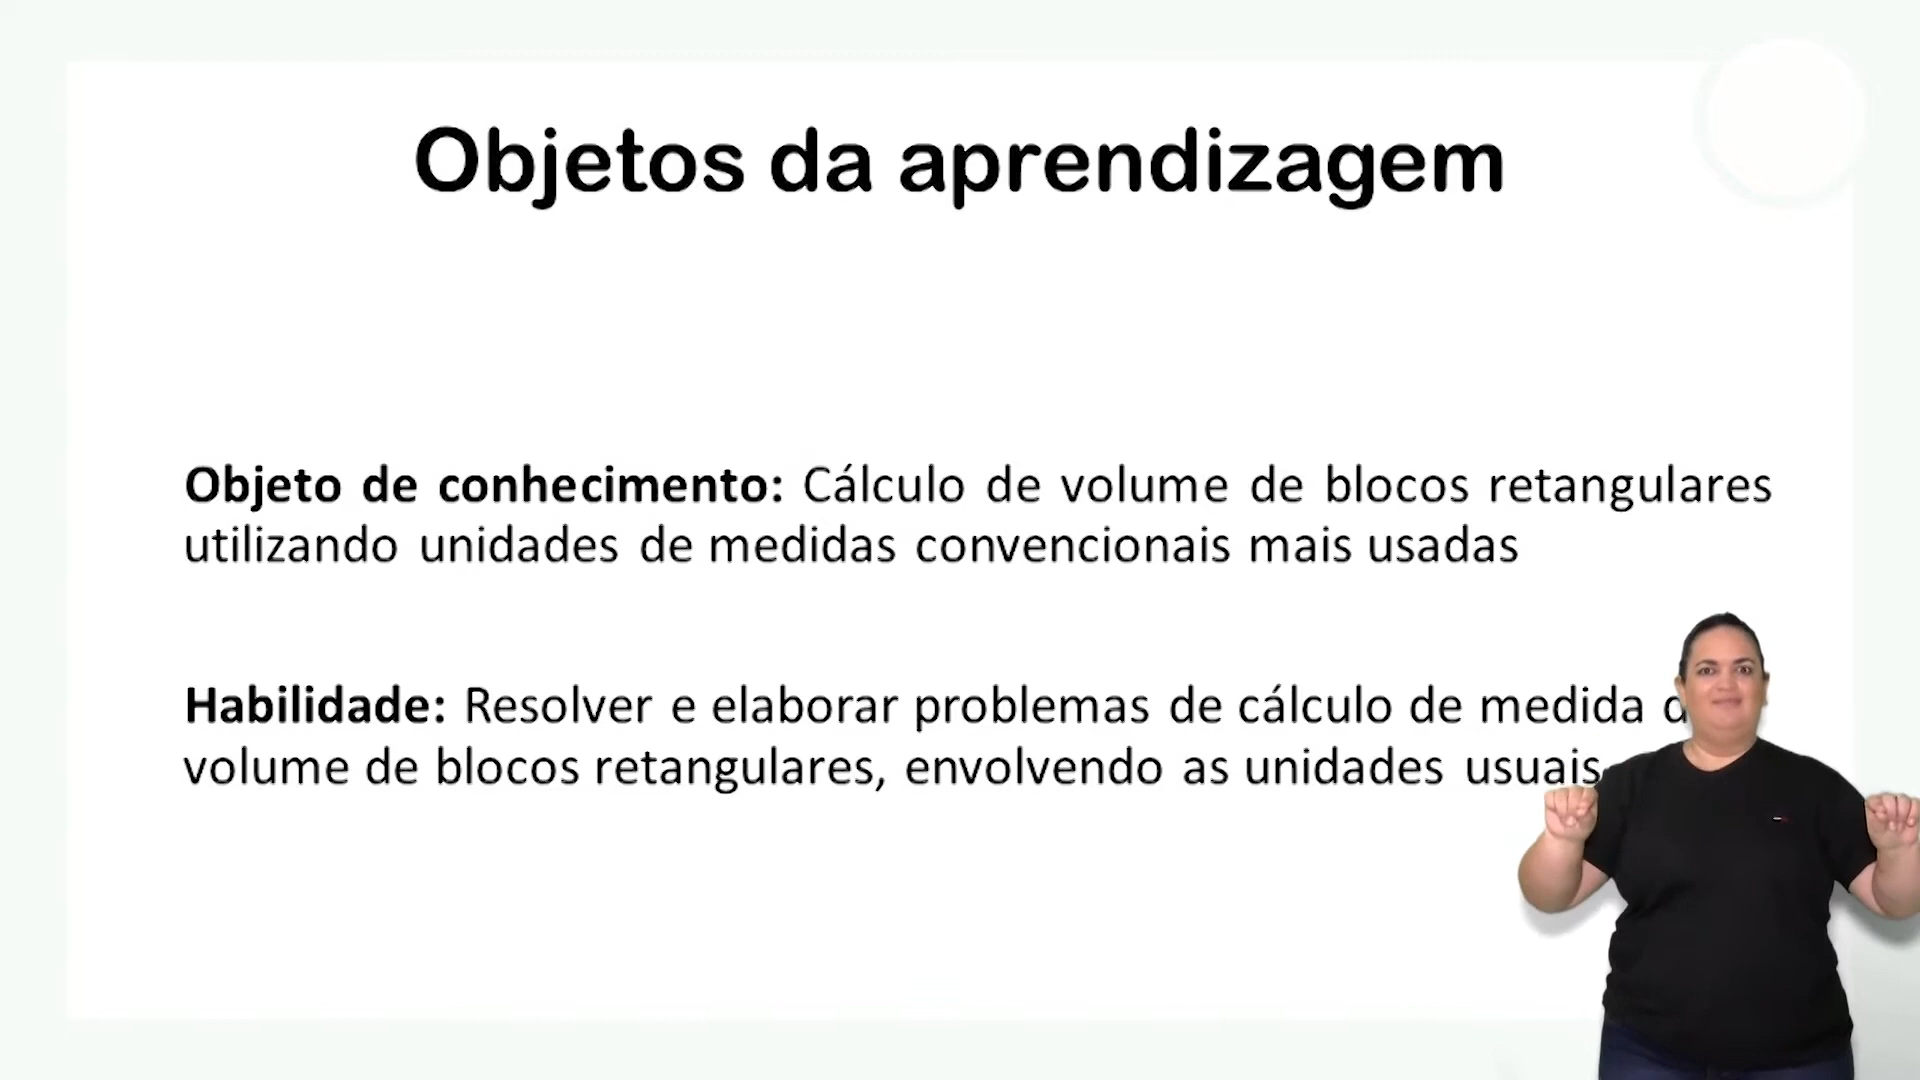 Objetos da aprendizagem
Objeto de conhecimento: Cálculo de volume de blocos retangulares
utilizando unidades de medidas convencionais mais usadas
Habilidade: Resolver e elaborar problemas de cálculo de medida
volume de blocos retangulares, envolvendo as unidades usuais